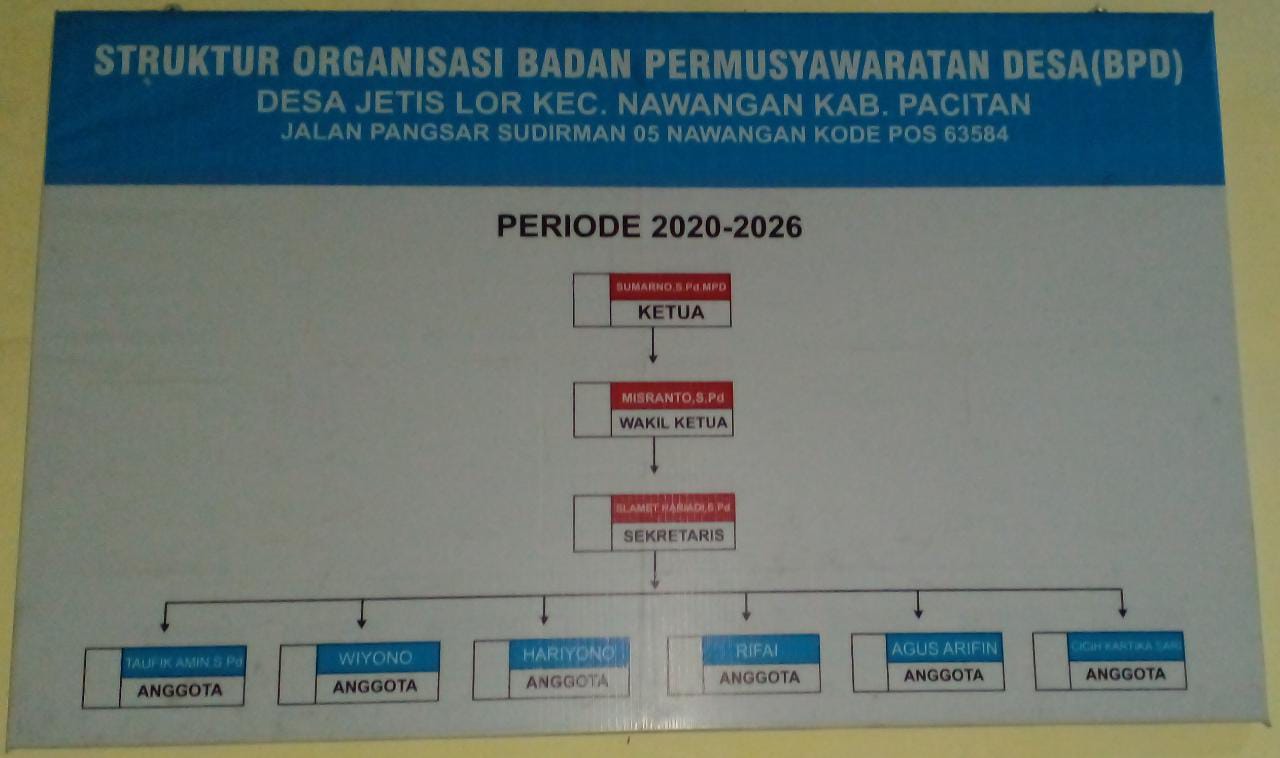 STRUKTUR ORGANISASI BADAN PERMUSYAWARATAN DESA(BPD)
DESA JETIS LOR KEC. NAWANGAN KAB. PACITAN
JALAN PANGSAR SUDIRMAN 05 NAWANGAN KODE POS 63584
PERIODE 2020-2026
SUMARNO,S.Pd.MPD
KETUA
MISRANTO,S.Pd
WAKIL KETUA
SLAMET HARIADI,S.Pd
SEKRETARIS
TAUFIK AMIN.S Pd
ANGGOTA
WIYONO
ANGGOTA
HARIYONO
ANGGOTA
RIFAI
ANGGOTA
AGUS ARIFIN
ANGGOTA
CICIH KARTIKA SARI
ANGGOTA